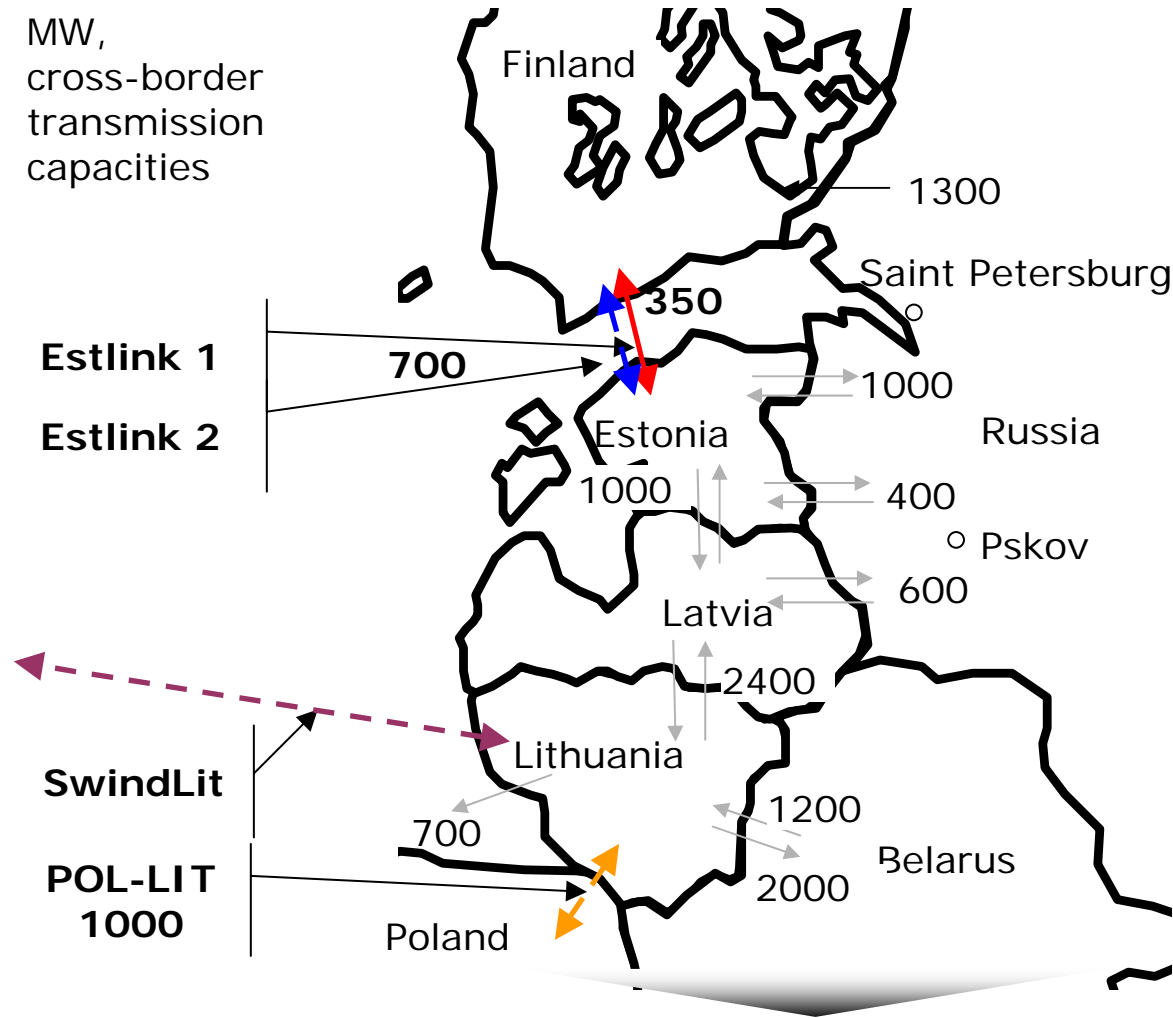 MW,
cross-border
transmission
capacities
Finland
1300
Saint Petersburg
350
Estlink 1
700
1000
Estlink 2
Estonia
Russia
1000
400
Pskov
600
Latvia
2400
Lithuania
SwindLit
1200
700
Belarus
POL-LIT
1000
2000
Poland